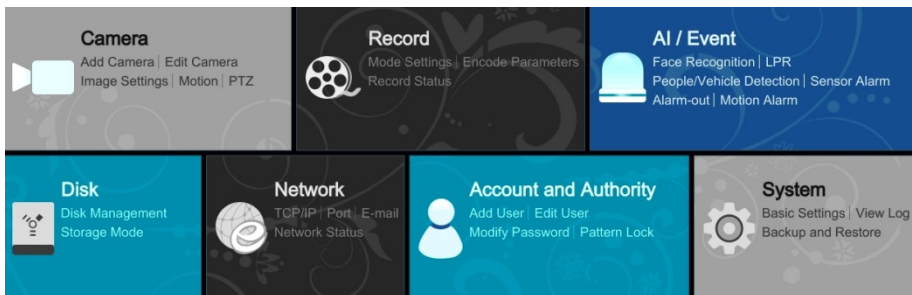 Camera
Add Camera | Edit Camera
Image Settings | Motion | PTZ
Record
Mode Settings | Encode Parameters
Record Status
AI / Event
Face Recognition | LPR
People/Vehicle Detection | Sensor Alarm
Alarm-out | Motion Alarm
Disk
Disk Management
Storage Mode
Network
TCP/IP | Port | E-mail
Network Status
Account and Authority
Add User | Edit User
Modify Password | Pattern Lock
System
Basic Settings | View Log
Backup and Restore